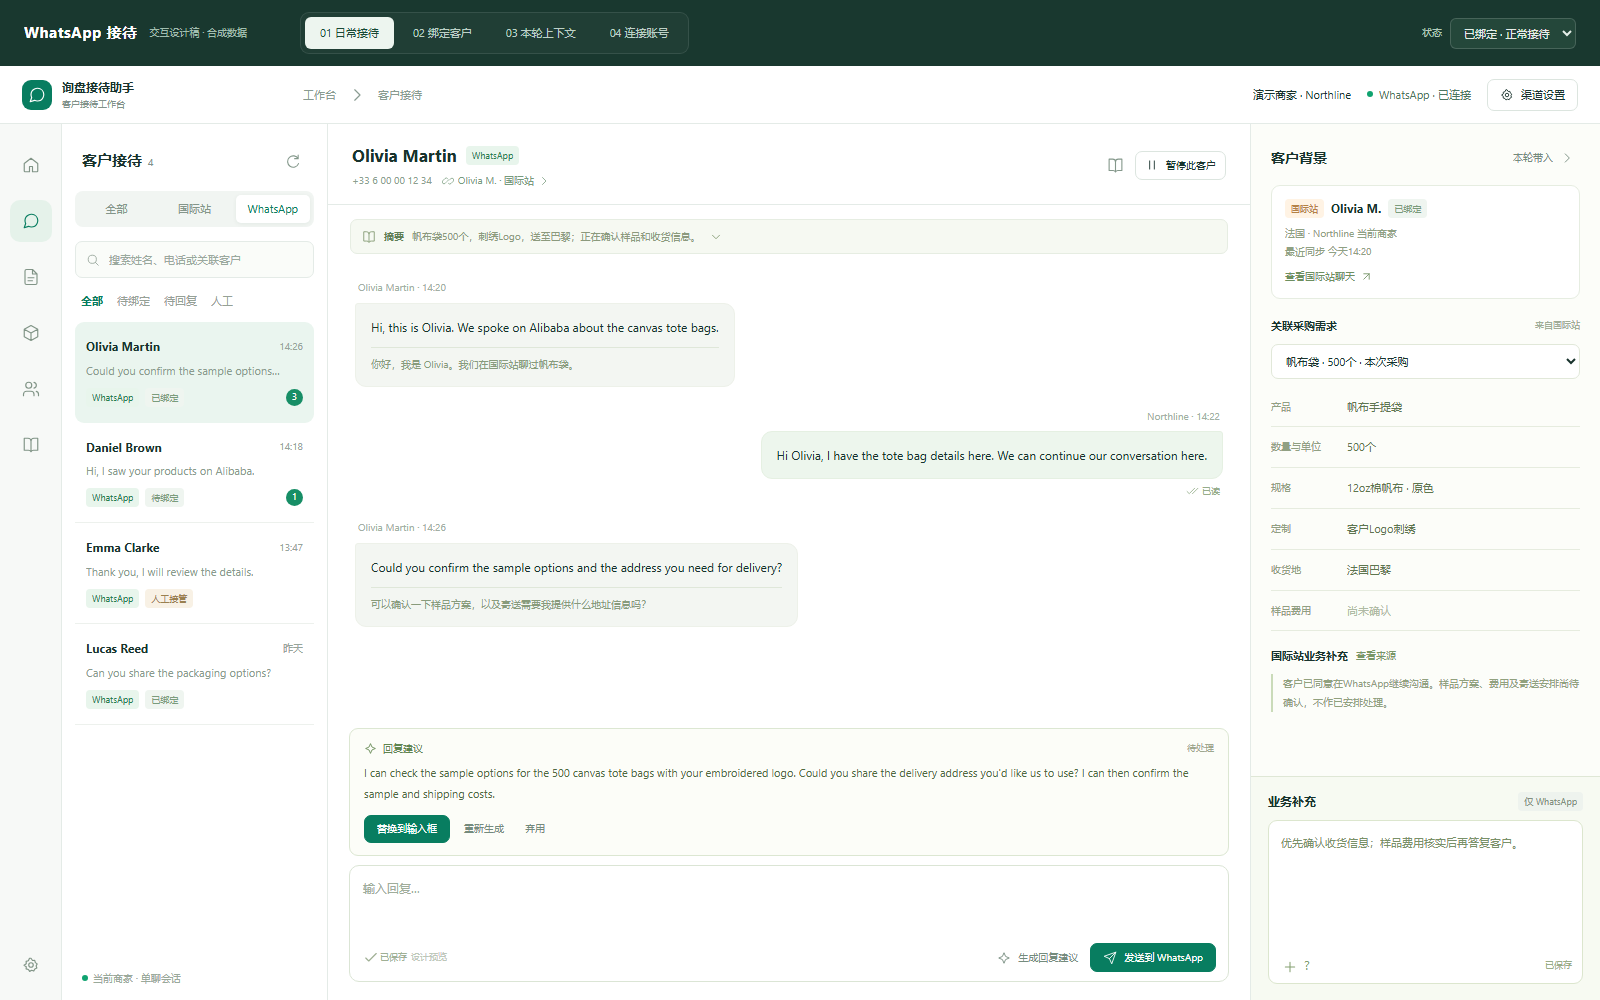 WhatsApp 接待
交互设计稿 · 合成数据
01 日常接待
02 绑定客户
03 本轮上下文
04 连接账号
状态
已绑定 · 正常接待
询盘接待助手
客户接待工作台
工作台
客户接待
演示商家 · Northline
WhatsApp · 已连接
渠道设置
客户接待 4
全部
国际站
WhatsApp
搜索姓名、电话或关联客户
全部
待绑定
待回复
人工
Olivia Martin
14:26
Could you confirm the sample options...
WhatsApp
已绑定
3
Daniel Brown
14:18
Hi, I saw your products on Alibaba.
WhatsApp
待绑定
1
Emma Clarke
13:47
Thank you, I will review the details.
WhatsApp
人工接管
Lucas Reed
昨天
Can you share the packaging options?
WhatsApp
已绑定
当前商家 · 单聊会话
Olivia Martin
WhatsApp
+33 6 00 00 12 34
Olivia M. · 国际站
暂停此客户
摘要
帆布袋500个，刺绣Logo，送至巴黎；正在确认样品和收货信息。
Olivia Martin · 14:20
Hi, this is Olivia. We spoke on Alibaba about the canvas tote bags.
你好，我是 Olivia。我们在国际站聊过帆布袋。
Northline · 14:22
Hi Olivia, I have the tote bag details here. We can continue our conversation here.
已读
Olivia Martin · 14:26
Could you confirm the sample options and the address you need for delivery?
可以确认一下样品方案，以及寄送需要我提供什么地址信息吗？
回复建议
待处理
I can check the sample options for the 500 canvas tote bags with your embroidered logo. Could you share the delivery address you'd like us to use? I can then confirm the
sample and shipping costs.
替换到输入框
重新生成
弃用
输入回复...
已保存 设计预览
生成回复建议
发送到 WhatsApp
客户背景
本轮带入
国际站
Olivia M.
已绑定
法国 · Northline 当前商家
最近同步 今天14:20
查看国际站聊天
关联采购需求
来自国际站
帆布袋 · 500个 · 本次采购
产品
帆布手提袋
数量与单位
500个
规格
12oz棉帆布 · 原色
定制
客户Logo刺绣
收货地
法国巴黎
样品费用
尚未确认
国际站业务补充
查看来源
客户已同意在WhatsApp继续沟通。样品方案、费用及寄送安排尚待
确认，不作已安排处理。
业务补充
仅 WhatsApp
优先确认收货信息；样品费用核实后再答复客户。
?
已保存